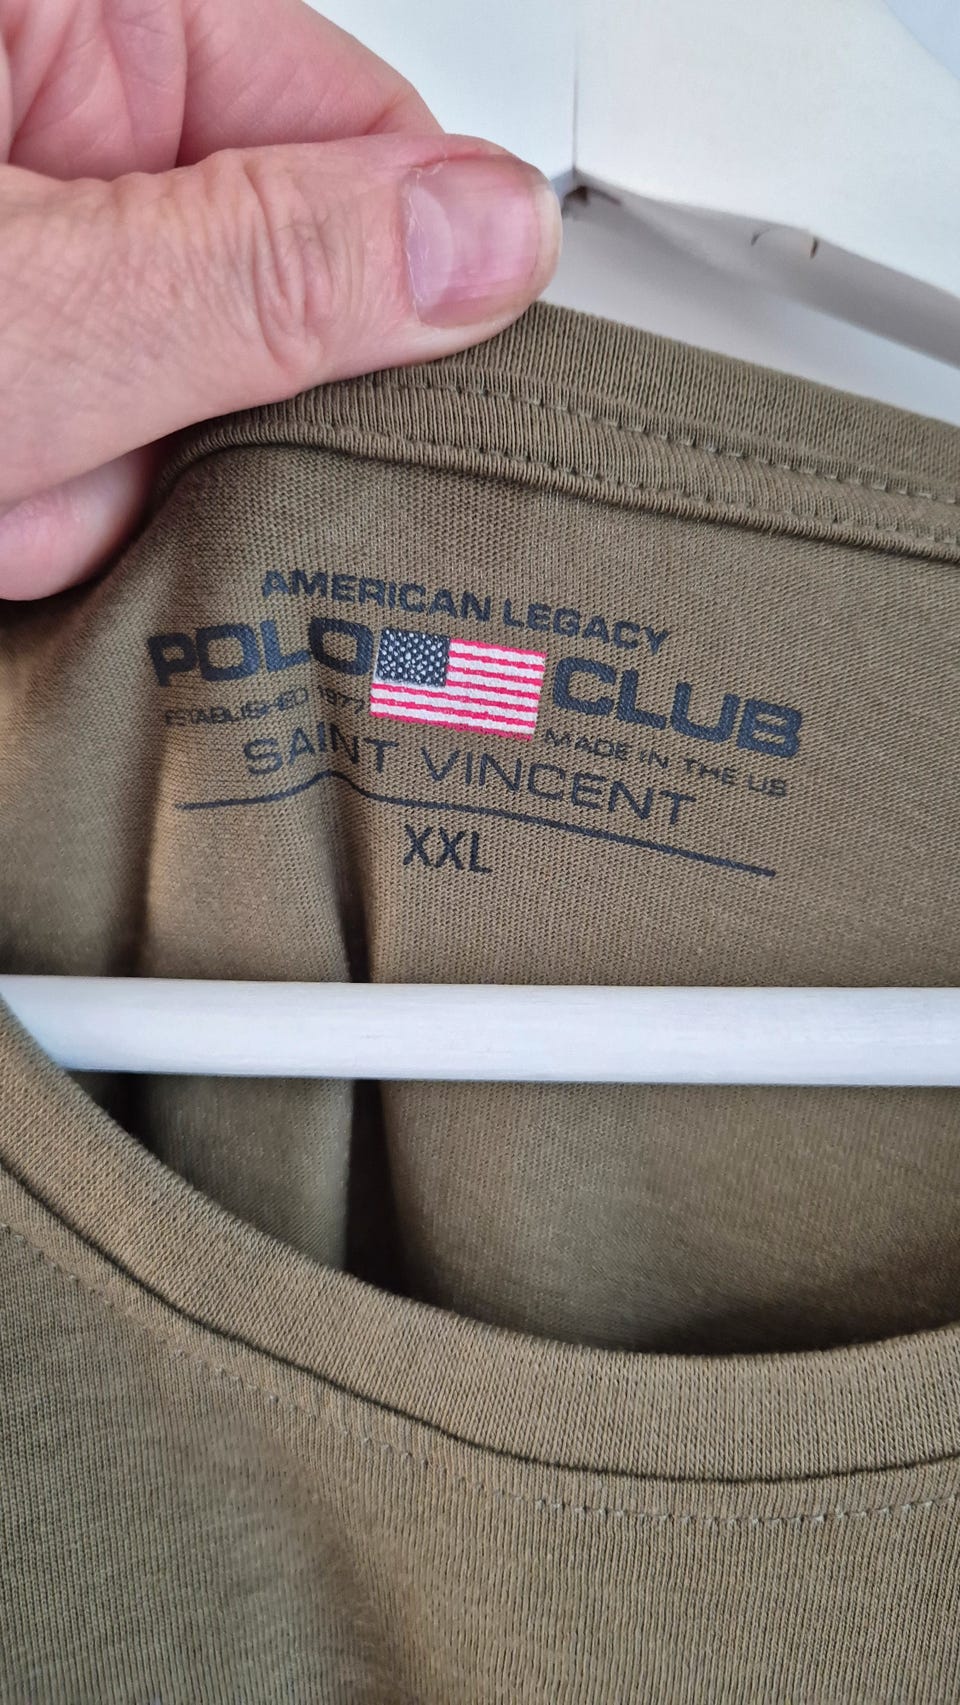 AMERICAN LEGACY
POLO CLUB
ESTABLISHED 1977 MADE IN THE US
SAINT VINCENT
XXL